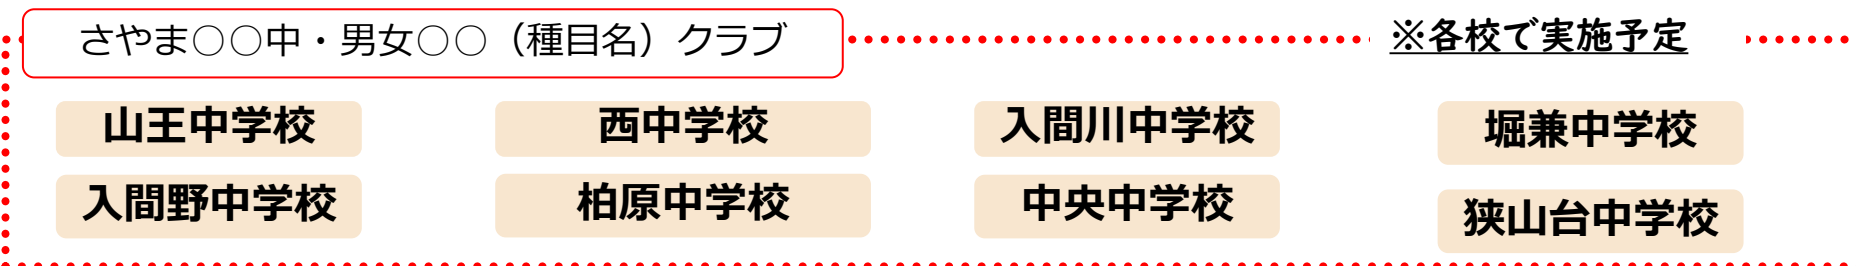 さやま○○中・男女○○（種目名）クラブ
※各校で実施予定
山王中学校
西中学校
入間川中学校
堀兼中学校
入間野中学校
柏原中学校
中央中学校
狭山台中学校